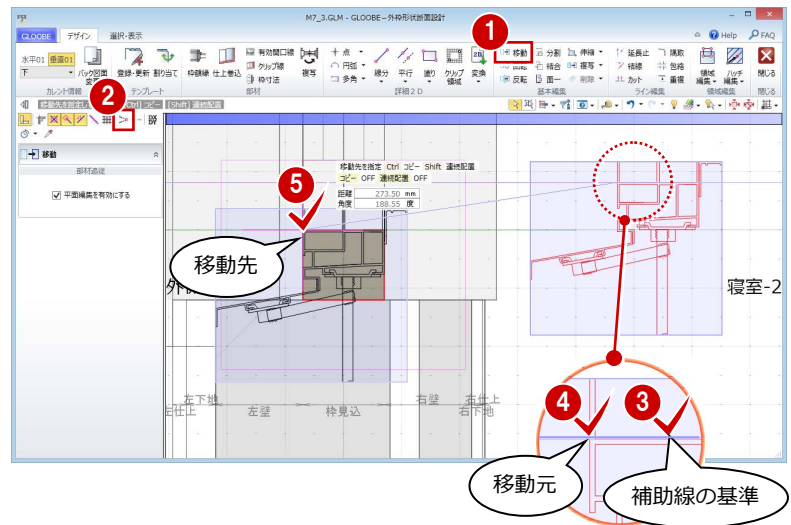 M7_3.GLM - GLOOBE－外枠形状断面設計
GLOOBE デザイン 選択・表示 Help FAQ
水平01 垂直01
下
バック図面
登録・更新 割り当て
枠額縁 仕上巻込
有効開口線
クリップ線
枠寸法
複写
点
円弧
多角
線分 平行 塗り クリップ領域 変換
移動 分割 伸縮
回転 結合 複写
反転 面一 削除
延長止 隅取
結線 包絡
カット 重複
領域編集 ハッチ編集 閉じる
カレント情報 テンプレート 部材 詳細2D 基本編集 ライン編集 領域編集 閉じる
[Shift] 連続配置
移動
部材追従
平面編集を有効にする
移動先を指定 Ctrl コピー Shift 連続配置
コピー OFF 連続配置 OFF
距離 273.50 mm
角度 188.55 度
1
2
5
移動先
寝室-2
左下地
左仕上
左壁
枠見込
右壁
右仕上
右下地
4
3
移動元
補助線の基準